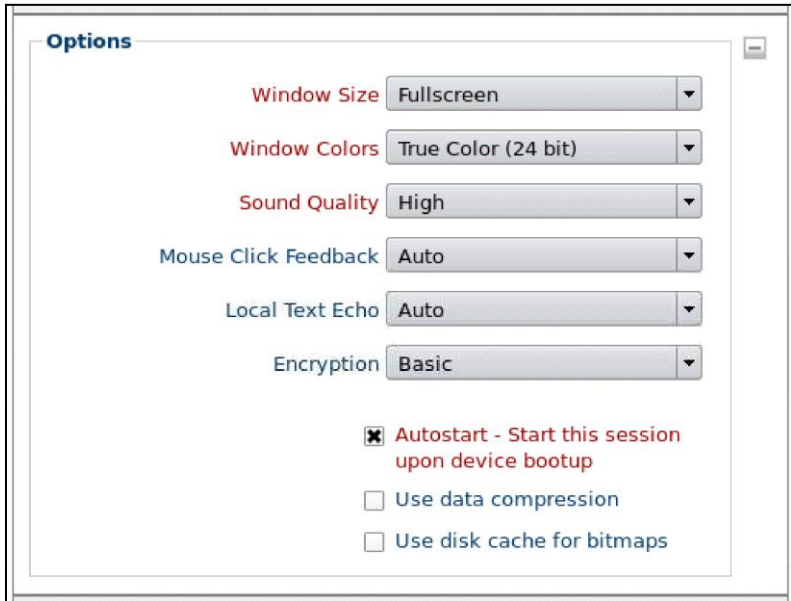 Options
Window Size Fullscreen
Window Colors True Color (24 bit)
Sound Quality High
Mouse Click Feedback Auto
Local Text Echo Auto
Encryption Basic
Autostart - Start this session
upon device bootup
Use data compression
Use disk cache for bitmaps